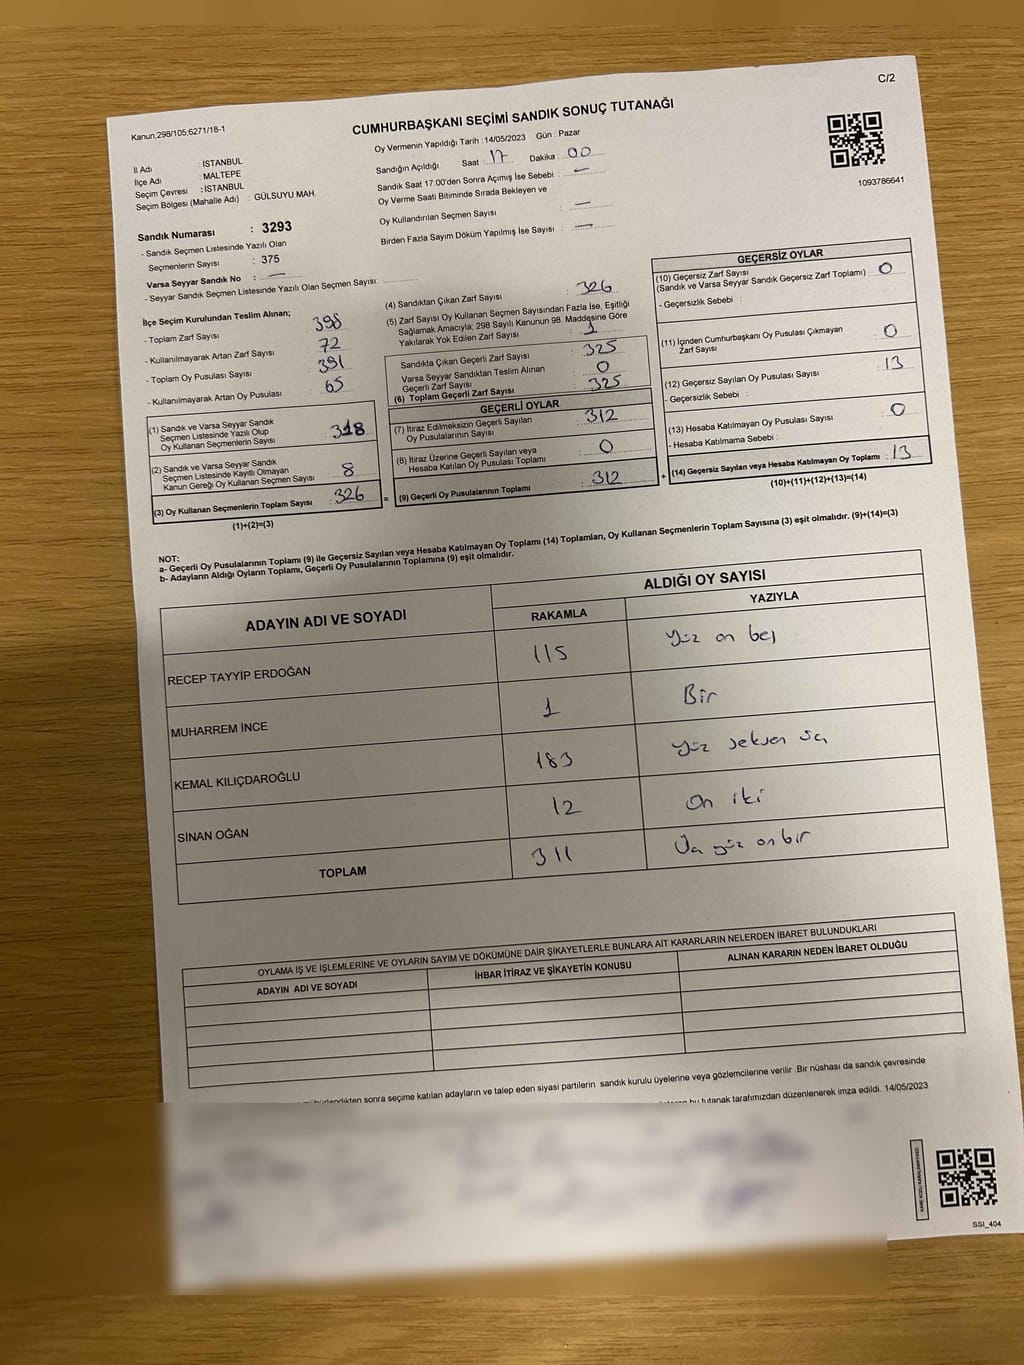 C/2
Kanun;298/105;6271/18-1
CUMHURBAŞKANI SEÇİMİ SANDIK SONUÇ TUTANAĞI
Oy Vermenin Yapıldığı Tarih : 14/05/2023 Gün : Pazar
İl Adı : İSTANBUL
İlçe Adı : MALTEPE
Seçim Çevresi : İSTANBUL
Seçim Bölgesi (Mahalle Adı) : GÜLSUYU MAH.
Sandık Numarası : 3293
- Sandık Seçmen Listesinde Yazılı Olan
Seçmenlerin Sayısı : 375
Varsa Seyyar Sandık No : —
- Seyyar Sandık Seçmen Listesinde Yazılı Olan Seçmen Sayısı:
Sandığın Açıldığı Saat 17 Dakika : 00
Sandık Saat 17.00'den Sonra Açımış İse Sebebi : —
Oy Verme Saati Bitiminde Sırada Bekleyen ve
Oy Kullandırılan Seçmen Sayısı : —
Birden Fazla Sayım Döküm Yapılmış İse Sayısı : —
1093786641
İlçe Seçim Kurulundan Teslim Alınan;
- Toplam Zarf Sayısı : 398
- Kullanılmayarak Artan Zarf Sayısı : 72
- Toplam Oy Pusulası Sayısı : 391
- Kullanılmayarak Artan Oy Pusulası : 65
(1) Sandık ve Varsa Seyyar Sandık
Seçmen Listesinde Yazılı Olup
Oy Kullanan Seçmenlerin Sayısı : 318
(2) Sandık ve Varsa Seyyar Sandık
Seçmen Listesinde Kayıtlı Olmayan
Kanun Gereği Oy Kullanan Seçmen Sayısı : 8
(3) Oy Kullanan Seçmenlerin Toplam Sayısı : 326
(1)+(2)=(3)
(4) Sandıktan Çıkan Zarf Sayısı : 326
(5) Zarf Sayısı Oy Kullanan Seçmen Sayısından Fazla İse, Eşitliği
Sağlamak Amacıyla; 298 Sayılı Kanunun 98. Maddesine Göre
Yakılarak Yok Edilen Zarf Sayısı : 1
Sandıkta Çıkan Geçerli Zarf Sayısı : 325
Varsa Seyyar Sandıktan Teslim Alınan
Geçerli Zarf Sayısı : 0
(6) Toplam Geçerli Zarf Sayısı : 325
GEÇERLİ OYLAR
(7) İtiraz Edilmeksizin Geçerli Sayılan
Oy Pusulalarının Sayısı : 312
(8) İtiraz Üzerine Geçerli Sayılan veya
Hesaba Katılan Oy Pusulası Toplamı : 0
= (9) Geçerli Oy Pusulalarının Toplamı : 312
GEÇERSİZ OYLAR
(10) Geçersiz Zarf Sayısı
(Sandık ve Varsa Seyyar Sandık Geçersiz Zarf Toplamı) : 0
- Geçersizlik Sebebi :
(11) İçinden Cumhurbaşkanı Oy Pusulası Çıkmayan
Zarf Sayısı : 0
(12) Geçersiz Sayılan Oy Pusulası Sayısı : 13
- Geçersizlik Sebebi :
(13) Hesaba Katılmayan Oy Pusulası Sayısı : 0
- Hesaba Katılmama Sebebi :
+ (14) Geçersiz Sayılan veya Hesaba Katılmayan Oy Toplamı : 13
(10)+(11)+(12)+(13)=(14)
NOT:
a- Geçerli Oy Pusulalarının Toplamı (9) ile Geçersiz Sayılan veya Hesaba Katılmayan Oy Toplamı (14) Toplamları, Oy Kullanan Seçmenlerin Toplam Sayısına (3) eşit olmalıdır. (9)+(14)=(3)
b- Adayların Aldığı Oyların Toplamı, Geçerli Oy Pusulalarının Toplamına (9) eşit olmalıdır.
ADAYIN ADI VE SOYADI ALDIĞI OY SAYISI
RAKAMLA YAZIYLA
RECEP TAYYİP ERDOĞAN 115 Yüz on beş
MUHARREM İNCE 1 Bir
KEMAL KILIÇDAROĞLU 183 Yüz seksen üç
SİNAN OĞAN 12 On iki
TOPLAM 311 Üç yüz on bir
OYLAMA İŞ VE İŞLEMLERİNE VE OYLARIN SAYIM VE DÖKÜMÜNE DAİR ŞİKAYETLERLE BUNLARA AİT KARARLARIN NELERDEN İBARET BULUNDUKLARI
ADAYIN ADI VE SOYADI İHBAR İTİRAZ VE ŞİKAYETİN KONUSU ALINAN KARARIN NEDEN İBARET OLDUĞU
sonra seçime katılan adayların ve talep eden siyasi partilerin sandık kurulu üyelerine veya gözlemcilerine verilir .Bir nüshası da sandık çevresinde
bu tutanak tarafımızdan düzenlenerek imza edildi. 14/05/2023
SSI_404